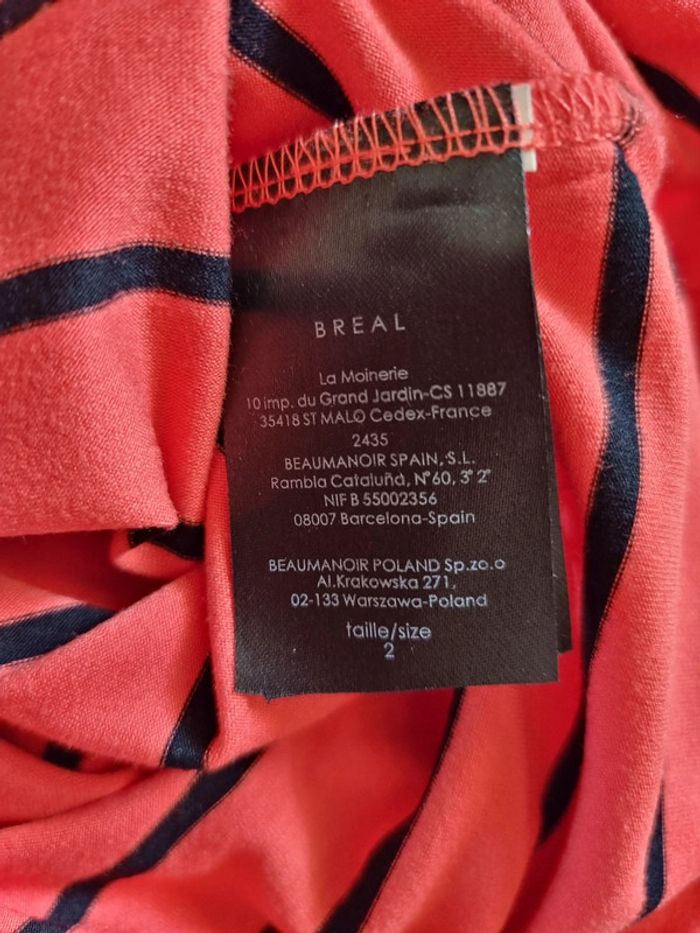 BREAL
La Moinerie
10 imp. du Grand Jardin-CS 11887
35418 ST MALO Cedex-France
2435
BEAUMANOIR SPAIN, S.L.
Rambla Cataluña, N°60, 3° 2ª
NIF B 55002356
08007 Barcelona-Spain
BEAUMANOIR POLAND Sp.zo.o
Al.Krakowska 271,
02-133 Warszawa-Poland
taille/size
2